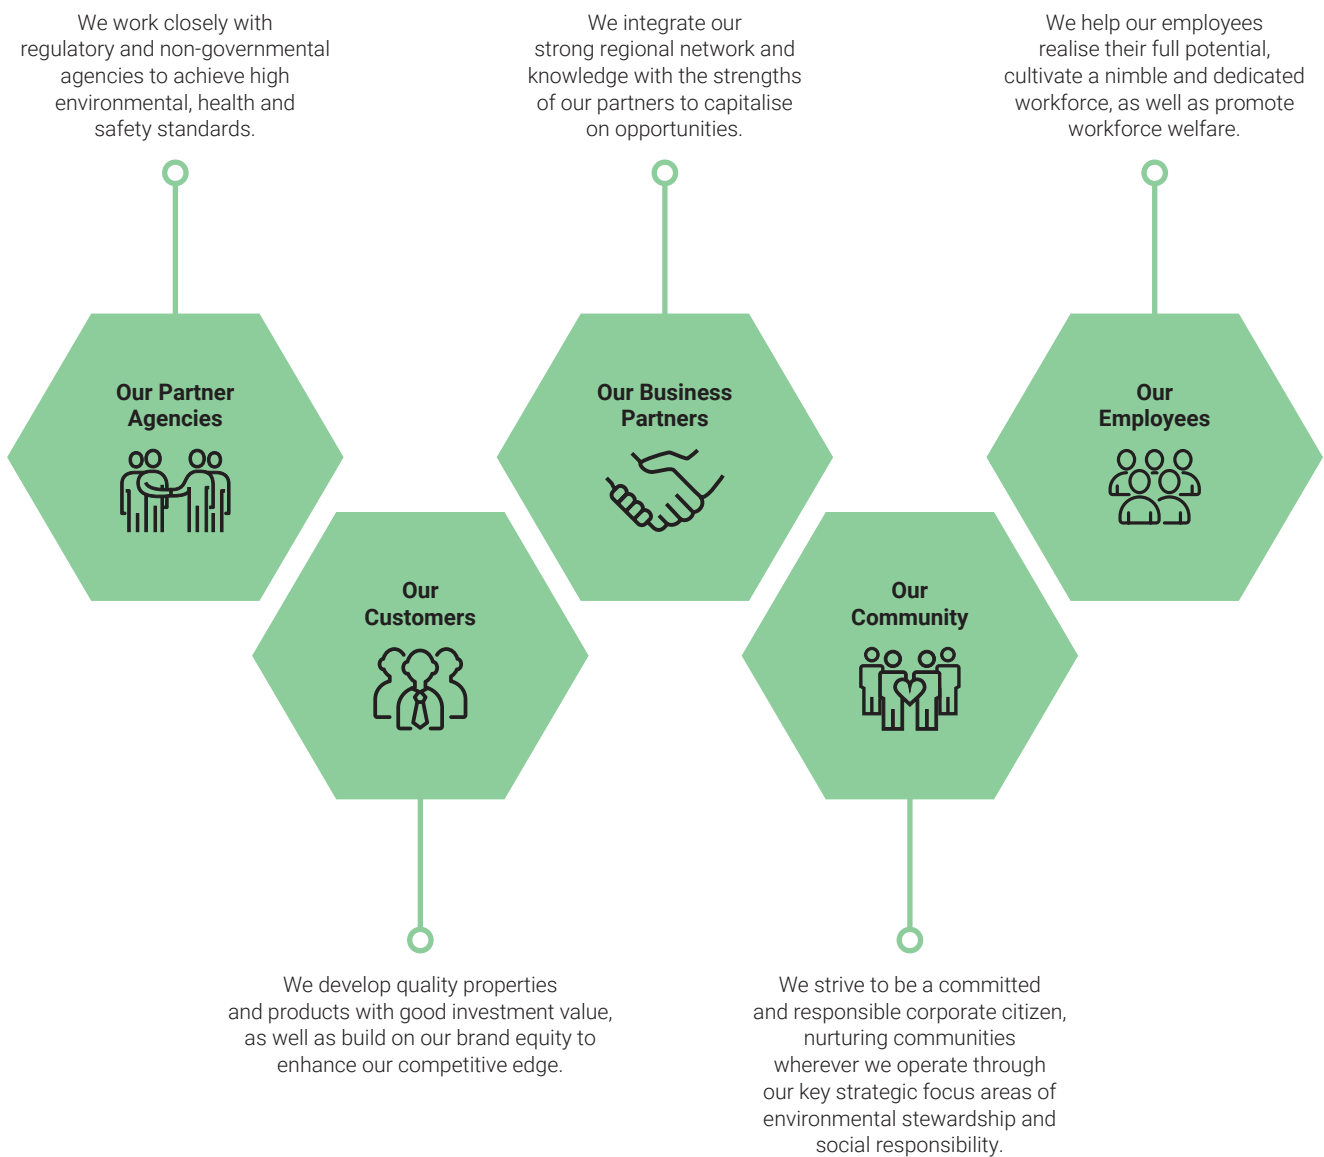 We work closely with
regulatory and non-governmental
agencies to achieve high
environmental, health and
safety standards.
We integrate our
strong regional network and
knowledge with the strengths
of our partners to capitalise
on opportunities.
We help our employees
realise their full potential,
cultivate a nimble and dedicated
workforce, as well as promote
workforce welfare.
Our Partner
Agencies
Our Business
Partners
Our
Employees
Our
Customers
Our
Community
We develop quality properties
and products with good investment value,
as well as build on our brand equity to
enhance our competitive edge.
We strive to be a committed
and responsible corporate citizen,
nurturing communities
wherever we operate through
our key strategic focus areas of
environmental stewardship and
social responsibility.